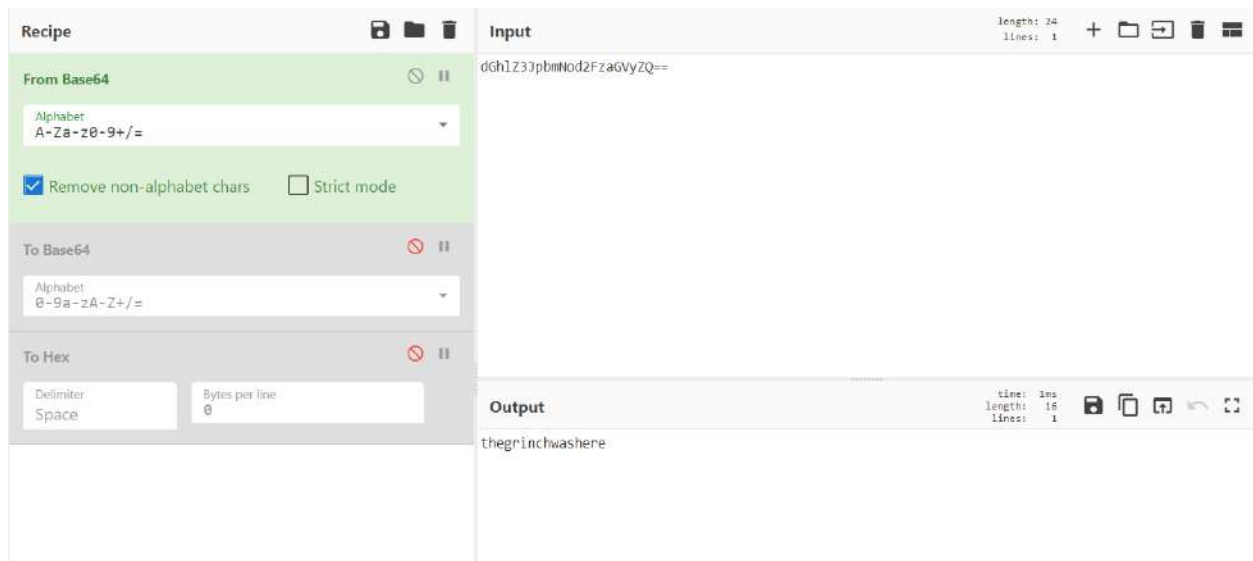 Recipe
From Base64
Alphabet
A-Za-z0-9+/=
Remove non-alphabet chars
Strict mode
To Base64
Alphabet
0-9a-zA-Z+/=
To Hex
Delimiter
Space
Bytes per line
0
Input
length: 24
lines: 1
dGhlZ3JpbmNod2FzaGVyZQ==
Output
time: 1ms
length: 16
lines: 1
thegrinchwashere